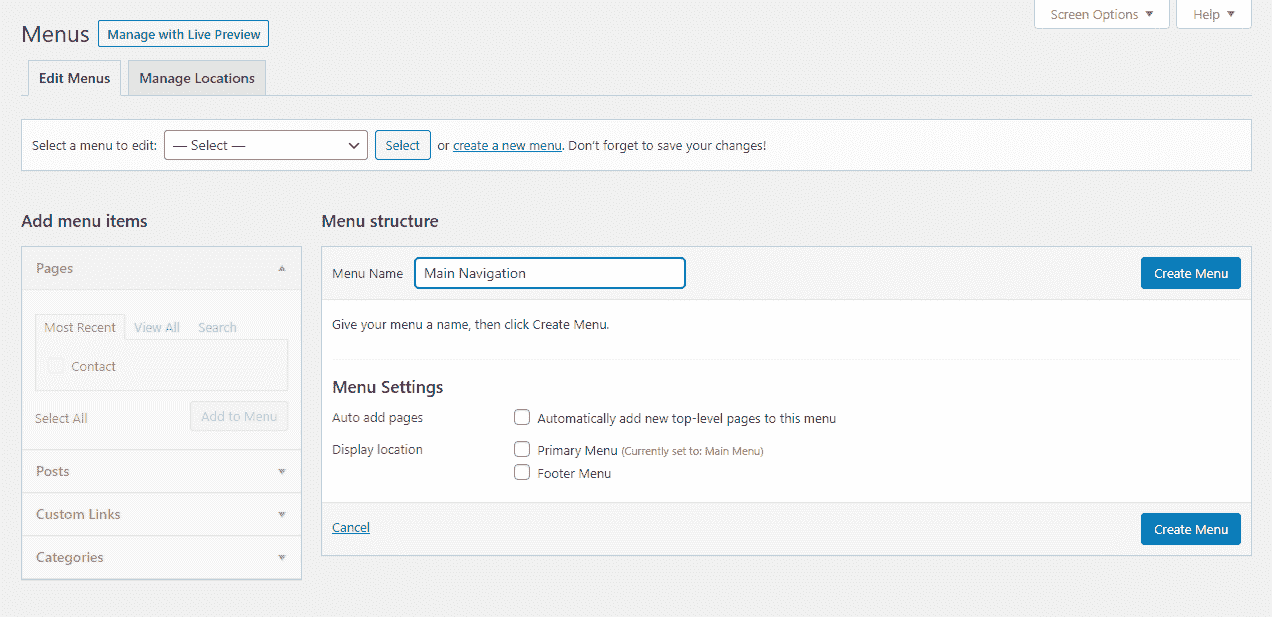 Screen Options ▼
Help ▼
Menus
Manage with Live Preview
Edit Menus
Manage Locations
Select a menu to edit: — Select — Select or create a new menu. Don't forget to save your changes!
Add menu items
Pages
Most Recent View All Search
Contact
Select All
Add to Menu
Posts
Custom Links
Categories
Menu structure
Menu Name Main Navigation Create Menu
Give your menu a name, then click Create Menu.
Menu Settings
Auto add pages
Automatically add new top-level pages to this menu
Display location
Primary Menu (Currently set to: Main Menu)
Footer Menu
Cancel
Create Menu